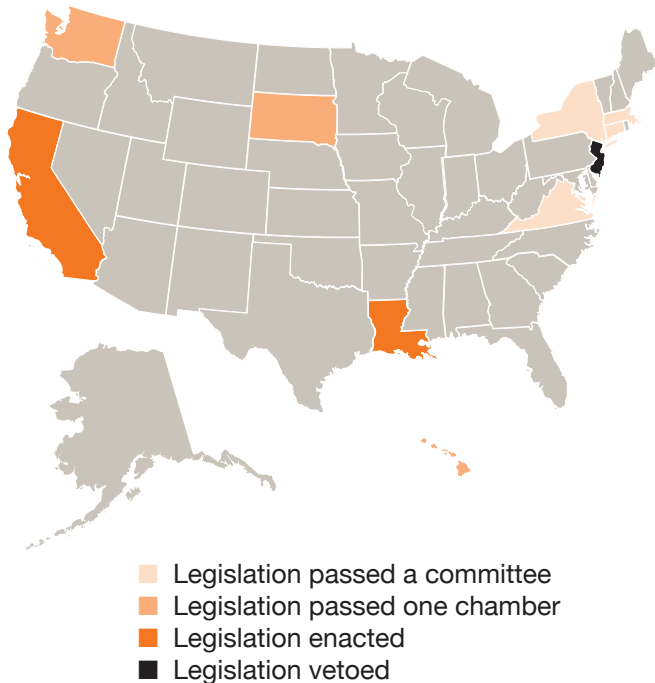 Legislation passed a committee
Legislation passed one chamber
Legislation enacted
Legislation vetoed